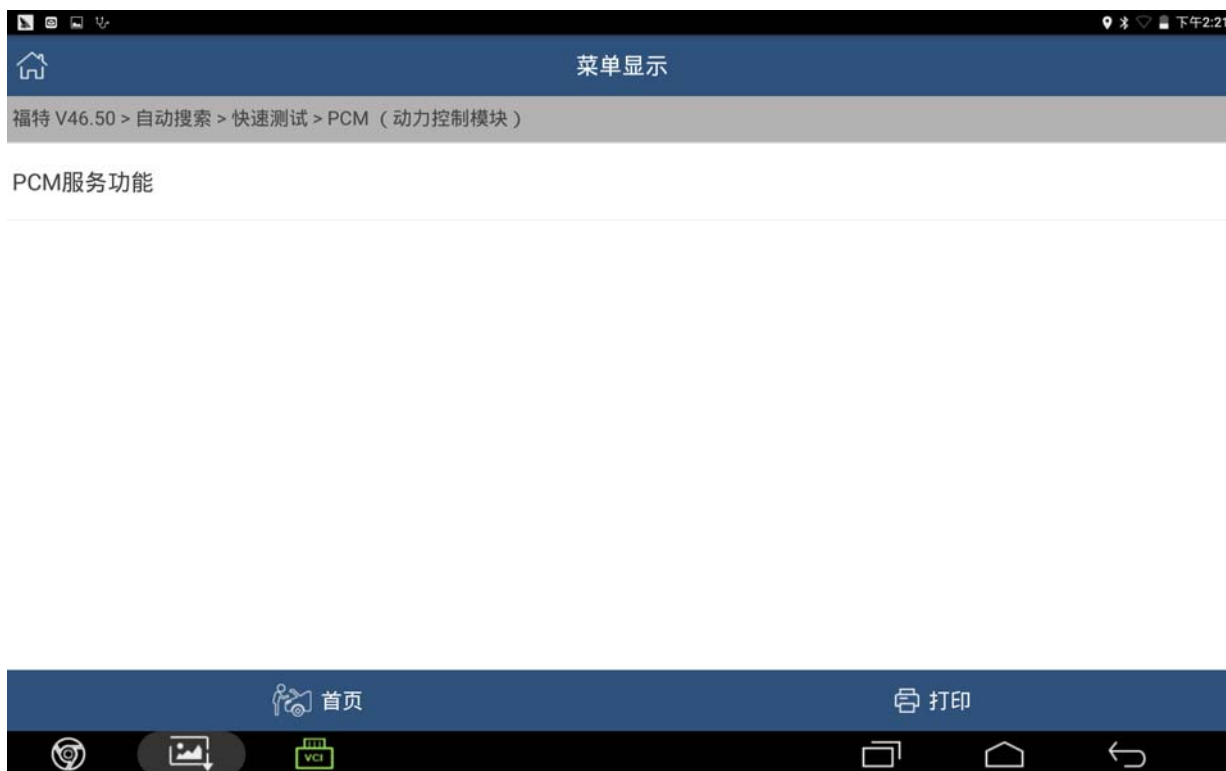 下午2:21
菜单显示
福特 V46.50 > 自动搜索 > 快速测试 > PCM （动力控制模块）
PCM服务功能
首页
打印
VCI